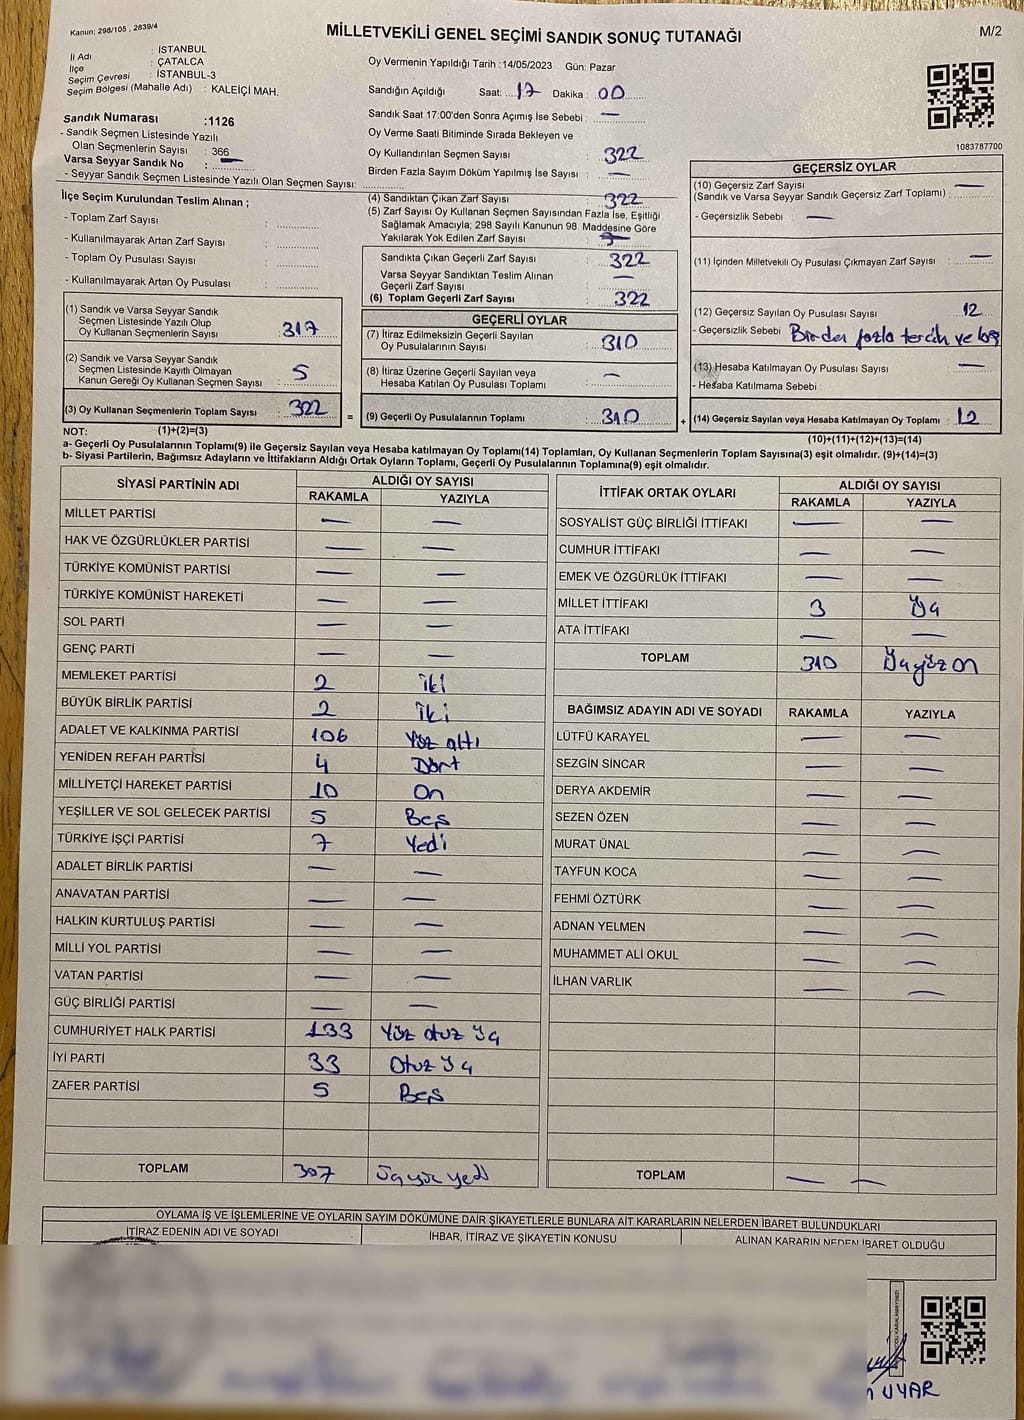 Kanun; 298/105 , 2839/4
MİLLETVEKİLİ GENEL SEÇİMİ SANDIK SONUÇ TUTANAĞI
M/2
İl Adı : İSTANBUL
İlçe : ÇATALCA
Seçim Çevresi : İSTANBUL-3
Seçim Bölgesi (Mahalle Adı) : KALEİÇİ MAH.
Sandık Numarası :1126
- Sandık Seçmen Listesinde Yazılı
Olan Seçmenlerin Sayısı : 366
Varsa Seyyar Sandık No : —
- Seyyar Sandık Seçmen Listesinde Yazılı Olan Seçmen Sayısı:
Oy Vermenin Yapıldığı Tarih :14/05/2023 Gün: Pazar
Sandığın Açıldığı Saat: 17 Dakika : 00
Sandık Saat 17:00'den Sonra Açımış İse Sebebi : —
Oy Verme Saati Bitiminde Sırada Bekleyen ve
Oy Kullandırılan Seçmen Sayısı : 322
Birden Fazla Sayım Döküm Yapılmış İse Sayısı : —
1083787700
İlçe Seçim Kurulundan Teslim Alınan ;
- Toplam Zarf Sayısı :
- Kullanılmayarak Artan Zarf Sayısı :
- Toplam Oy Pusulası Sayısı :
- Kullanılmayarak Artan Oy Pusulası :
(1) Sandık ve Varsa Seyyar Sandık
Seçmen Listesinde Yazılı Olup
Oy Kullanan Seçmenlerin Sayısı : 317
(2) Sandık ve Varsa Seyyar Sandık
Seçmen Listesinde Kayıtlı Olmayan
Kanun Gereği Oy Kullanan Seçmen Sayısı : 5
(3) Oy Kullanan Seçmenlerin Toplam Sayısı : 322
(4) Sandıktan Çıkan Zarf Sayısı : 322
(5) Zarf Sayısı Oy Kullanan Seçmen Sayısından Fazla İse, Eşitliği
Sağlamak Amacıyla; 298 Sayılı Kanunun 98. Maddesine Göre
Yakılarak Yok Edilen Zarf Sayısı :
Sandıkta Çıkan Geçerli Zarf Sayısı : 322
Varsa Seyyar Sandıktan Teslim Alınan
Geçerli Zarf Sayısı : —
(6) Toplam Geçerli Zarf Sayısı : 322
GEÇERLİ OYLAR
(7) İtiraz Edilmeksizin Geçerli Sayılan
Oy Pusulalarının Sayısı : 310
(8) İtiraz Üzerine Geçerli Sayılan veya
Hesaba Katılan Oy Pusulası Toplamı : —
= (9) Geçerli Oy Pusulalarının Toplamı : 310
GEÇERSİZ OYLAR
(10) Geçersiz Zarf Sayısı : —
(Sandık ve Varsa Seyyar Sandık Geçersiz Zarf Toplamı)
- Geçersizlik Sebebi : —
(11) İçinden Milletvekili Oy Pusulası Çıkmayan Zarf Sayısı : —
(12) Geçersiz Sayılan Oy Pusulası Sayısı : 12
- Geçersizlik Sebebi Birden fazla tercih ve boş
(13) Hesaba Katılmayan Oy Pusulası Sayısı : —
- Hesaba Katılmama Sebebi :
+ (14) Geçersiz Sayılan veya Hesaba Katılmayan Oy Toplamı : 12
NOT: (1)+(2)=(3)
(10)+(11)+(12)+(13)=(14)
a- Geçerli Oy Pusulalarının Toplamı(9) ile Geçersiz Sayılan veya Hesaba katılmayan Oy Toplamı(14) Toplamları, Oy Kullanan Seçmenlerin Toplam Sayısına(3) eşit olmalıdır. (9)+(14)=(3)
b- Siyasi Partilerin, Bağımsız Adayların ve İttifakların Aldığı Ortak Oyların Toplamı, Geçerli Oy Pusulalarının Toplamına(9) eşit olmalıdır.
SİYASİ PARTİNİN ADI ALDIĞI OY SAYISI
RAKAMLA YAZIYLA
MİLLET PARTİSİ — —
HAK VE ÖZGÜRLÜKLER PARTİSİ — —
TÜRKİYE KOMÜNİST PARTİSİ — —
TÜRKİYE KOMÜNİST HAREKETİ — —
SOL PARTİ — —
GENÇ PARTİ — —
MEMLEKET PARTİSİ 2 İki
BÜYÜK BİRLİK PARTİSİ 2 İki
ADALET VE KALKINMA PARTİSİ 106 Yüz altı
YENİDEN REFAH PARTİSİ 4 Dört
MİLLİYETÇİ HAREKET PARTİSİ 10 On
YEŞİLLER VE SOL GELECEK PARTİSİ 5 Beş
TÜRKİYE İŞÇİ PARTİSİ 7 Yedi
ADALET BİRLİK PARTİSİ — —
ANAVATAN PARTİSİ — —
HALKIN KURTULUŞ PARTİSİ — —
MİLLİ YOL PARTİSİ — —
VATAN PARTİSİ — —
GÜÇ BİRLİĞİ PARTİSİ — —
CUMHURİYET HALK PARTİSİ 133 Yüz otuz üç
İYİ PARTİ 33 Otuz üç
ZAFER PARTİSİ 5 Beş
TOPLAM 307 Üçyüz yedi
İTTİFAK ORTAK OYLARI ALDIĞI OY SAYISI
RAKAMLA YAZIYLA
SOSYALİST GÜÇ BİRLİĞİ İTTİFAKI — —
CUMHUR İTTİFAKI — —
EMEK VE ÖZGÜRLÜK İTTİFAKI — —
MİLLET İTTİFAKI 3 Üç
ATA İTTİFAKI — —
TOPLAM 310 Üçyüz on
BAĞIMSIZ ADAYIN ADI VE SOYADI RAKAMLA YAZIYLA
LÜTFÜ KARAYEL — —
SEZGİN SİNCAR — —
DERYA AKDEMİR — —
SEZEN ÖZEN — —
MURAT ÜNAL — —
TAYFUN KOCA — —
FEHMİ ÖZTÜRK — —
ADNAN YELMEN — —
MUHAMMET ALİ OKUL — —
İLHAN VARLIK — —
TOPLAM — —
OYLAMA İŞ VE İŞLEMLERİNE VE OYLARIN SAYIM DÖKÜMÜNE DAİR ŞİKAYETLERLE BUNLARA AİT KARARLARIN NELERDEN İBARET BULUNDUKLARI
İTİRAZ EDENİN ADI VE SOYADI İHBAR, İTİRAZ VE ŞİKAYETİN KONUSU ALINAN KARARIN NEDEN İBARET OLDUĞU
UYAR